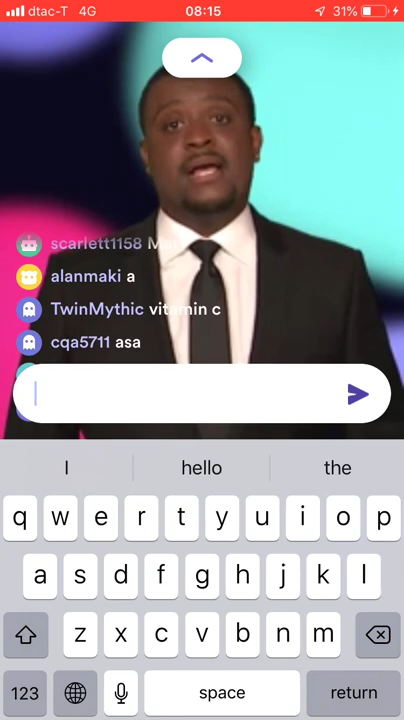 dtac-T 4G 08:15 31%
scarlett1158
alanmaki a
TwinMythic vitamin c
cqa5711 asa
I hello the
q w e r t y u i o p
a s d f g h j k l
z x c v b n m
123 space return